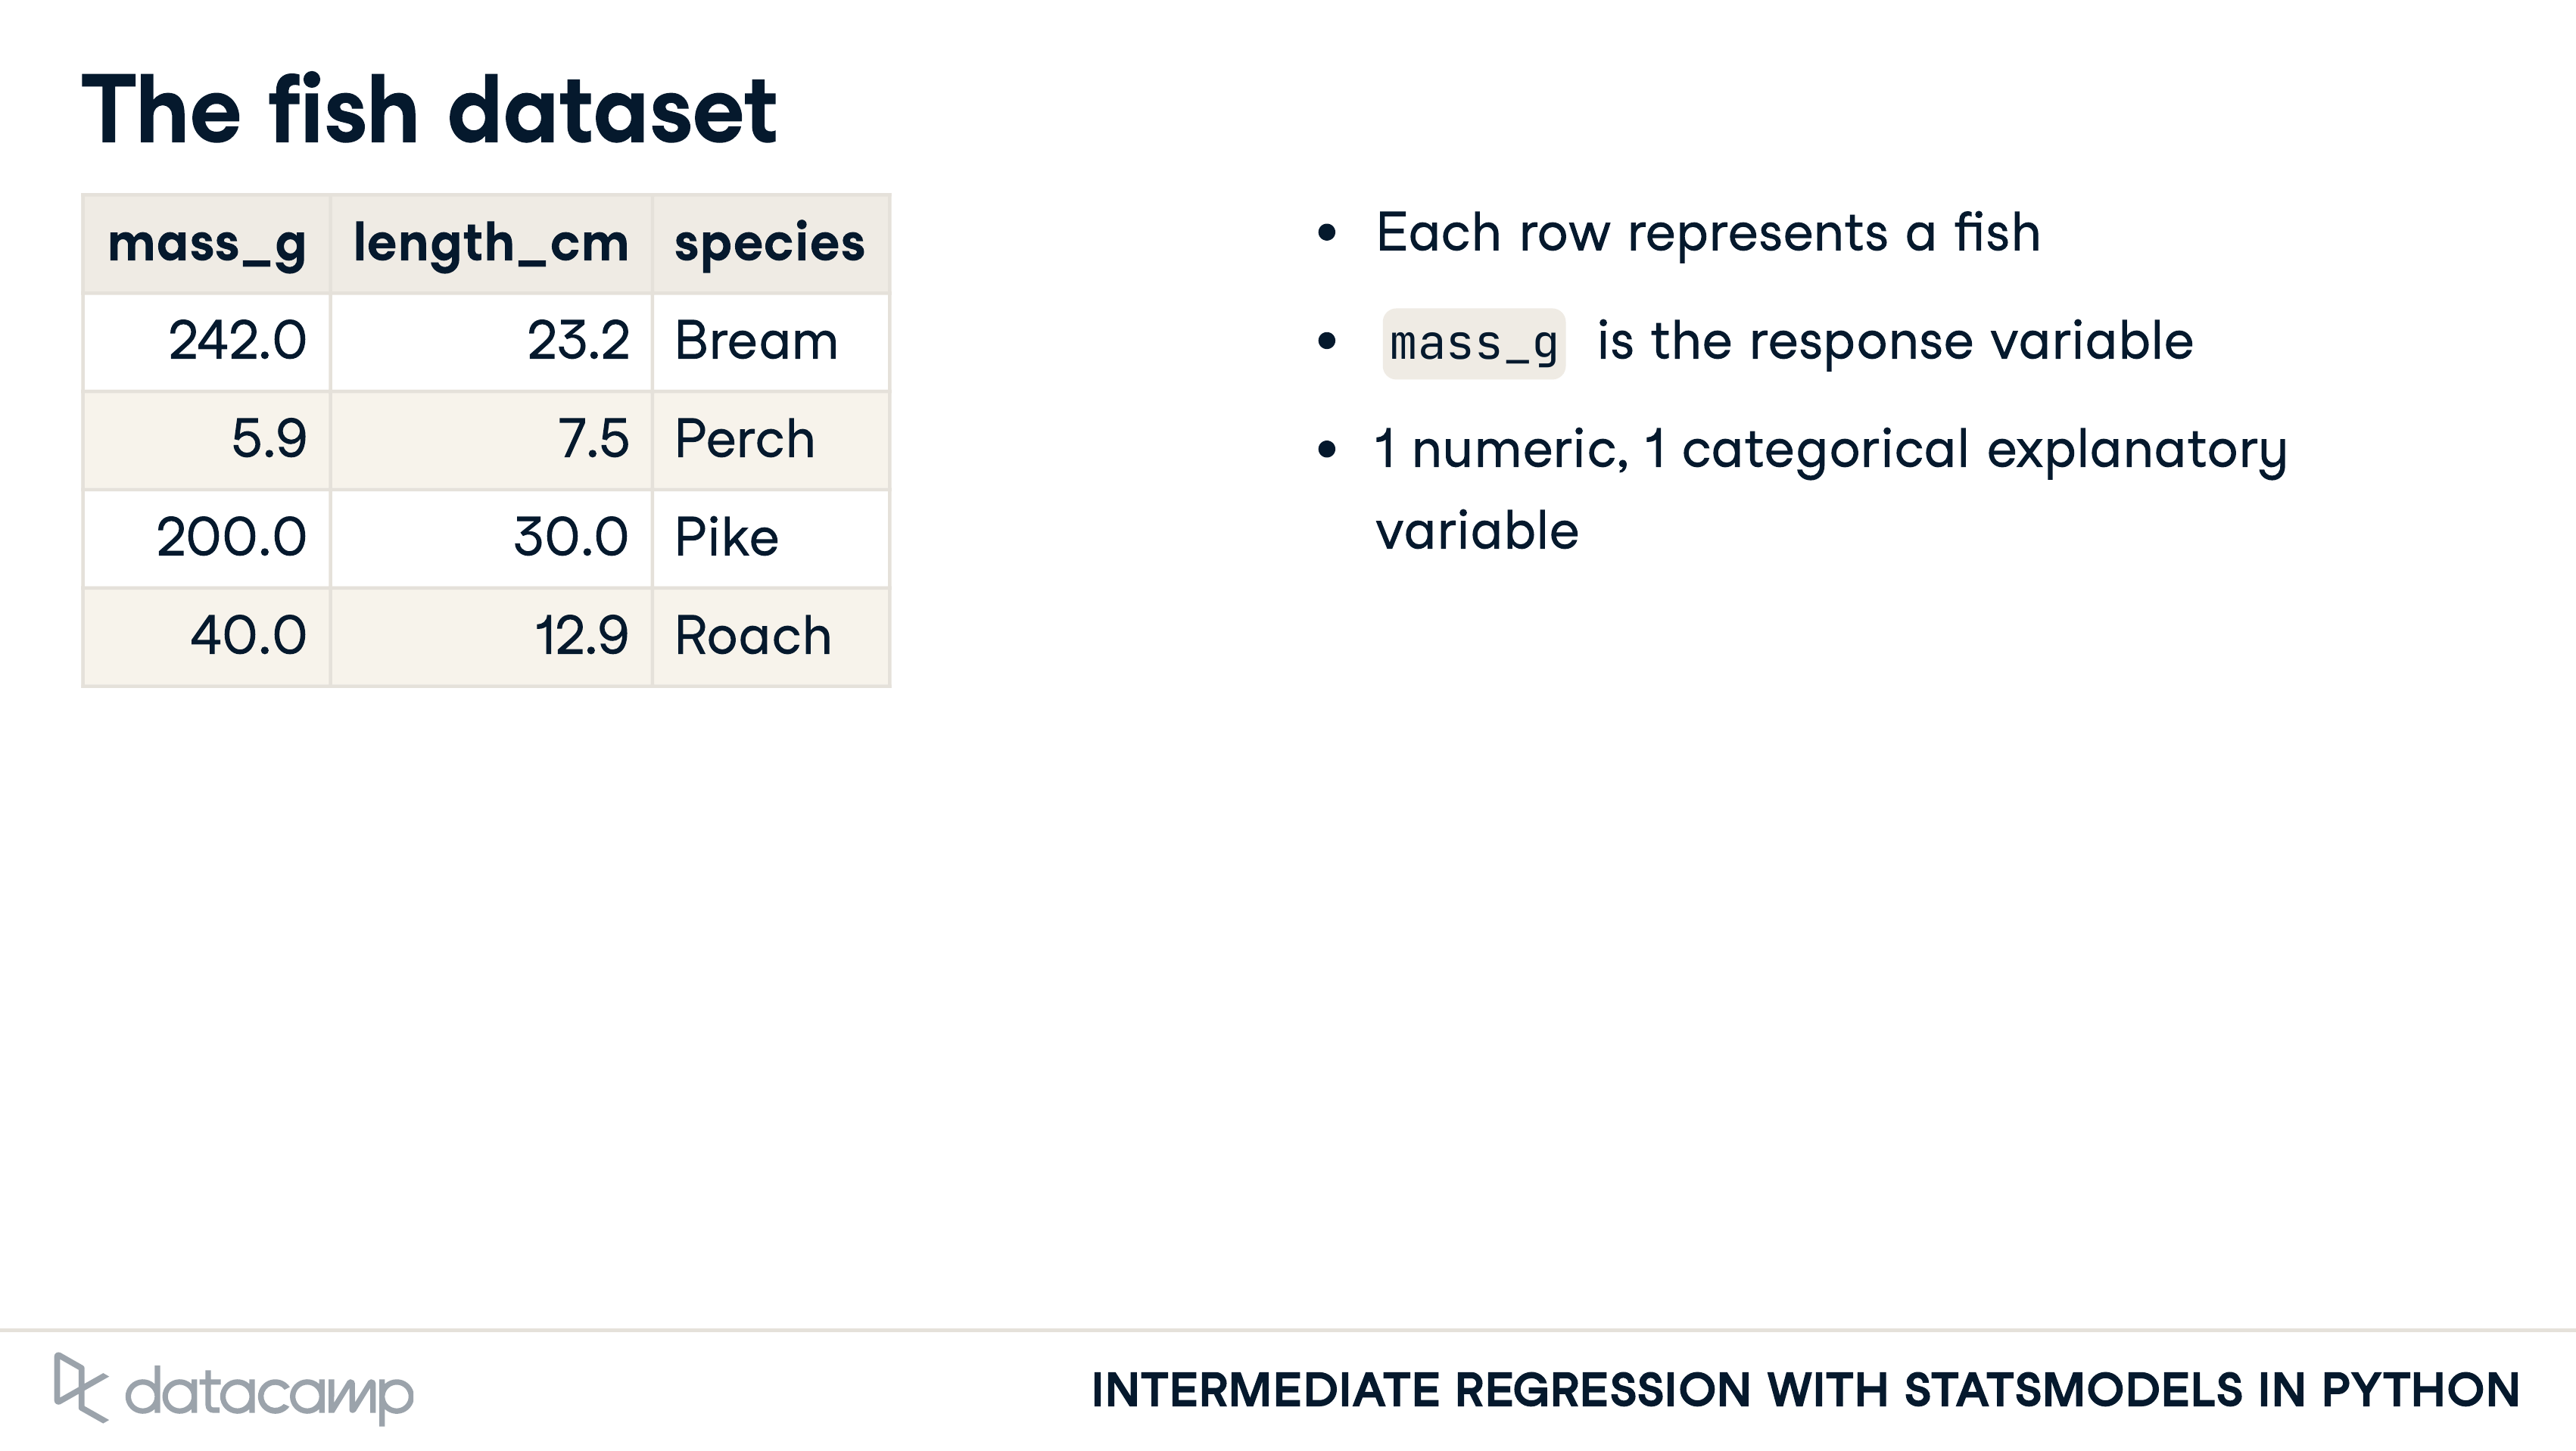 The fish dataset
mass_g length_cm species
242.0 23.2 Bream
5.9 7.5 Perch
200.0 30.0 Pike
40.0 12.9 Roach
• Each row represents a fish
• mass_g is the response variable
• 1 numeric, 1 categorical explanatory
variable
datacamp
INTERMEDIATE REGRESSION WITH STATSMODELS IN PYTHON